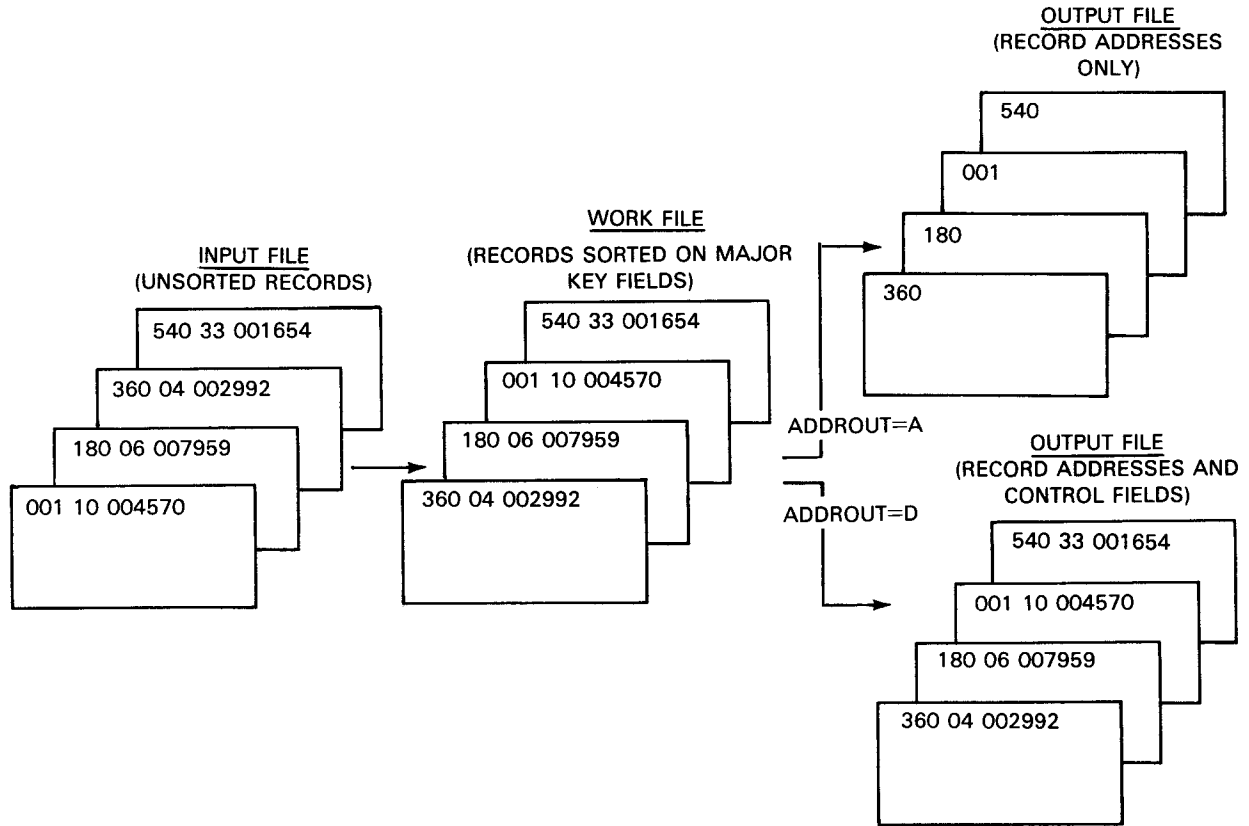 INPUT FILE
(UNSORTED RECORDS)
540 33 001654
360 04 002992
180 06 007959
001 10 004570
WORK FILE
(RECORDS SORTED ON MAJOR
KEY FIELDS)
540 33 001654
001 10 004570
180 06 007959
360 04 002992
ADDROUT=A
ADDROUT=D
OUTPUT FILE
(RECORD ADDRESSES
ONLY)
540
001
180
360
OUTPUT FILE
(RECORD ADDRESSES AND
CONTROL FIELDS)
540 33 001654
001 10 004570
180 06 007959
360 04 002992